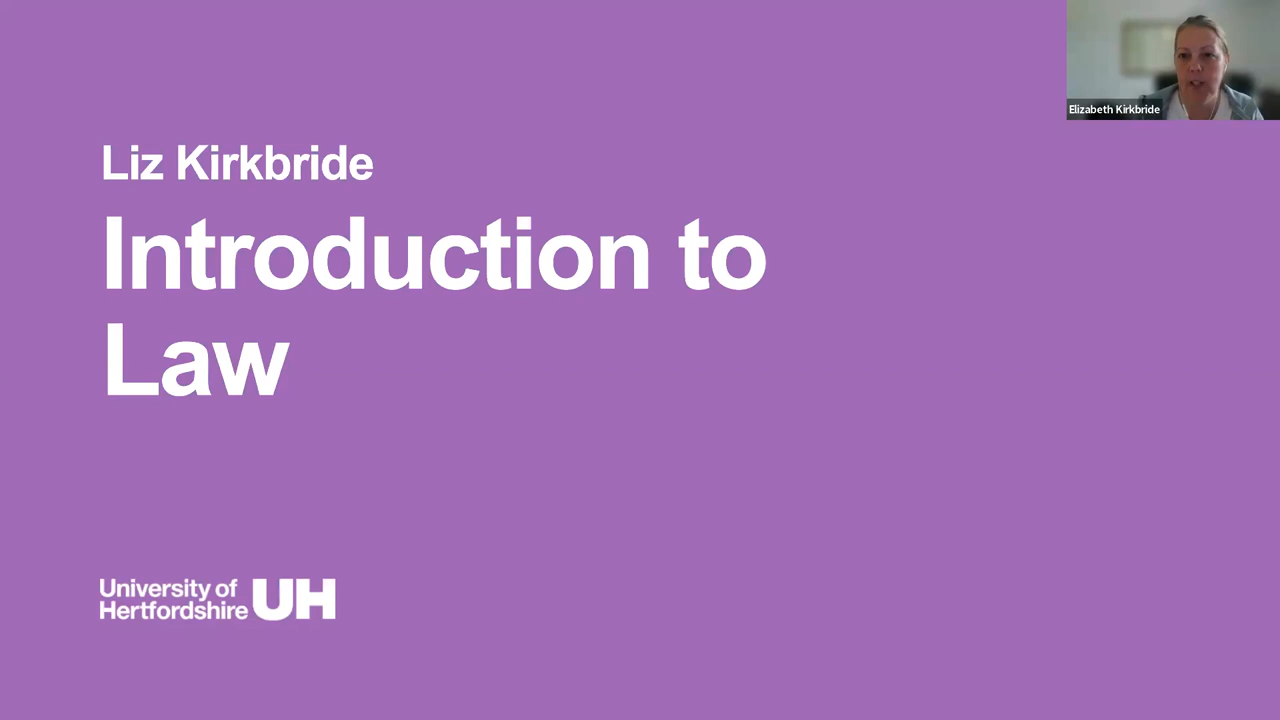 Elizabeth Kirkbride
Liz Kirkbride
Introduction to
Law
University of
Hertfordshire UH